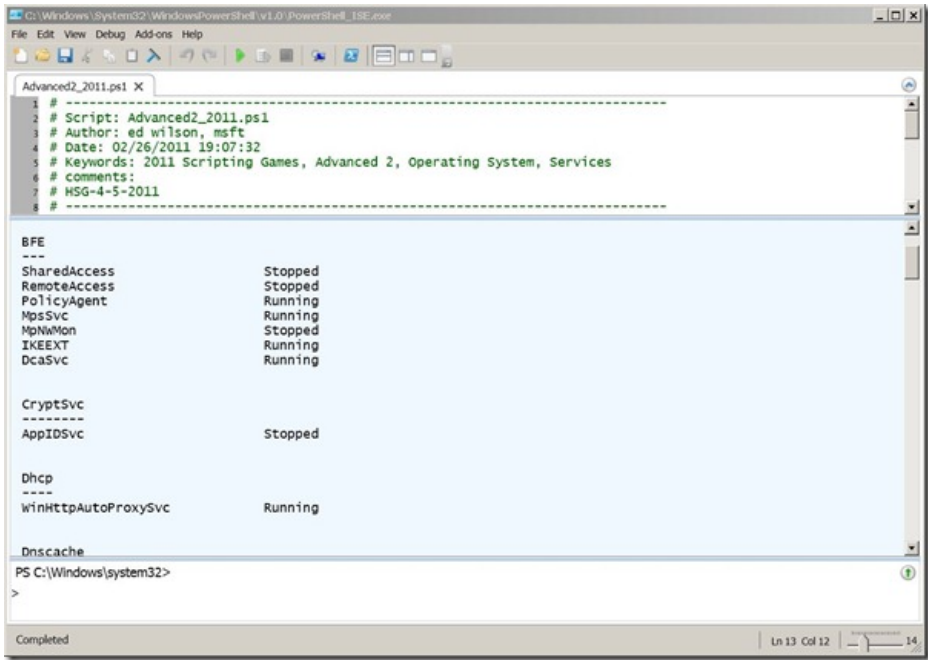 C:\Windows\System32\WindowsPowerShell\v1.0\PowerShell_ISE.exe
File Edit View Debug Add-ons Help
Advanced2_2011.ps1 X
1 # -----------------------------------------------------------------------------
2 # Script: Advanced2_2011.ps1
3 # Author: ed wilson, msft
4 # Date: 02/26/2011 19:07:32
5 # Keywords: 2011 Scripting Games, Advanced 2, Operating System, Services
6 # comments:
7 # HSG-4-5-2011
8 # -----------------------------------------------------------------------------
BFE
---
SharedAccess Stopped
RemoteAccess Stopped
PolicyAgent Running
MpsSvc Running
MpNWMon Stopped
IKEEXT Running
DcaSvc Running
CryptSvc
--------
AppIDSvc Stopped
Dhcp
----
WinHttpAutoProxySvc Running
Dnscache
PS C:\Windows\system32>
>
Completed Ln 13 Col 12 14